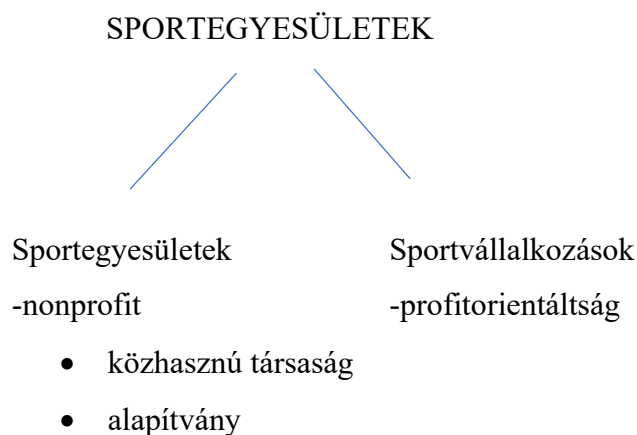 SPORTEGYESÜLETEK
Sportegyesületek
-nonprofit
• közhasznú társaság
• alapítvány
Sportvállalkozások
-profitorientáltság